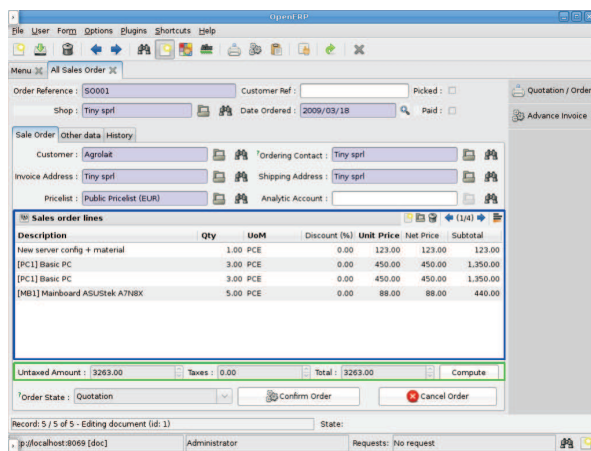 OpenERP
File User Form Options Plugins Shortcuts Help
Menu All Sales Order
Order Reference : SO001 Customer Ref : Picked :
Shop : Tiny sprl Date Ordered : 2009/03/18 Paid :
Quotation / Order
Advance Invoice
Sale Order Other data History
Customer : Agrolait ?Ordering Contact : Tiny sprl
Invoice Address : Tiny sprl Shipping Address : Tiny sprl
Pricelist : Public Pricelist (EUR) Analytic Account :
Sales order lines (1/4)
Description Qty UoM Discount (%) Unit Price Net Price Subtotal
New server config + material 1.00 PCE 0.00 123.00 123.00 123.00
[PC1] Basic PC 3.00 PCE 0.00 450.00 450.00 1,350.00
[PC1] Basic PC 3.00 PCE 0.00 450.00 450.00 1,350.00
[MB1] Mainboard ASUStek A7N8X 5.00 PCE 0.00 88.00 88.00 440.00
Untaxed Amount : 3263.00 Taxes : 0.00 Total : 3263.00 Compute
?Order State : Quotation Confirm Order Cancel Order
Record: 5 / 5 of 5 - Editing document (id: 1) State:
p://localhost:8069 [doc] Administrator Requests: No request